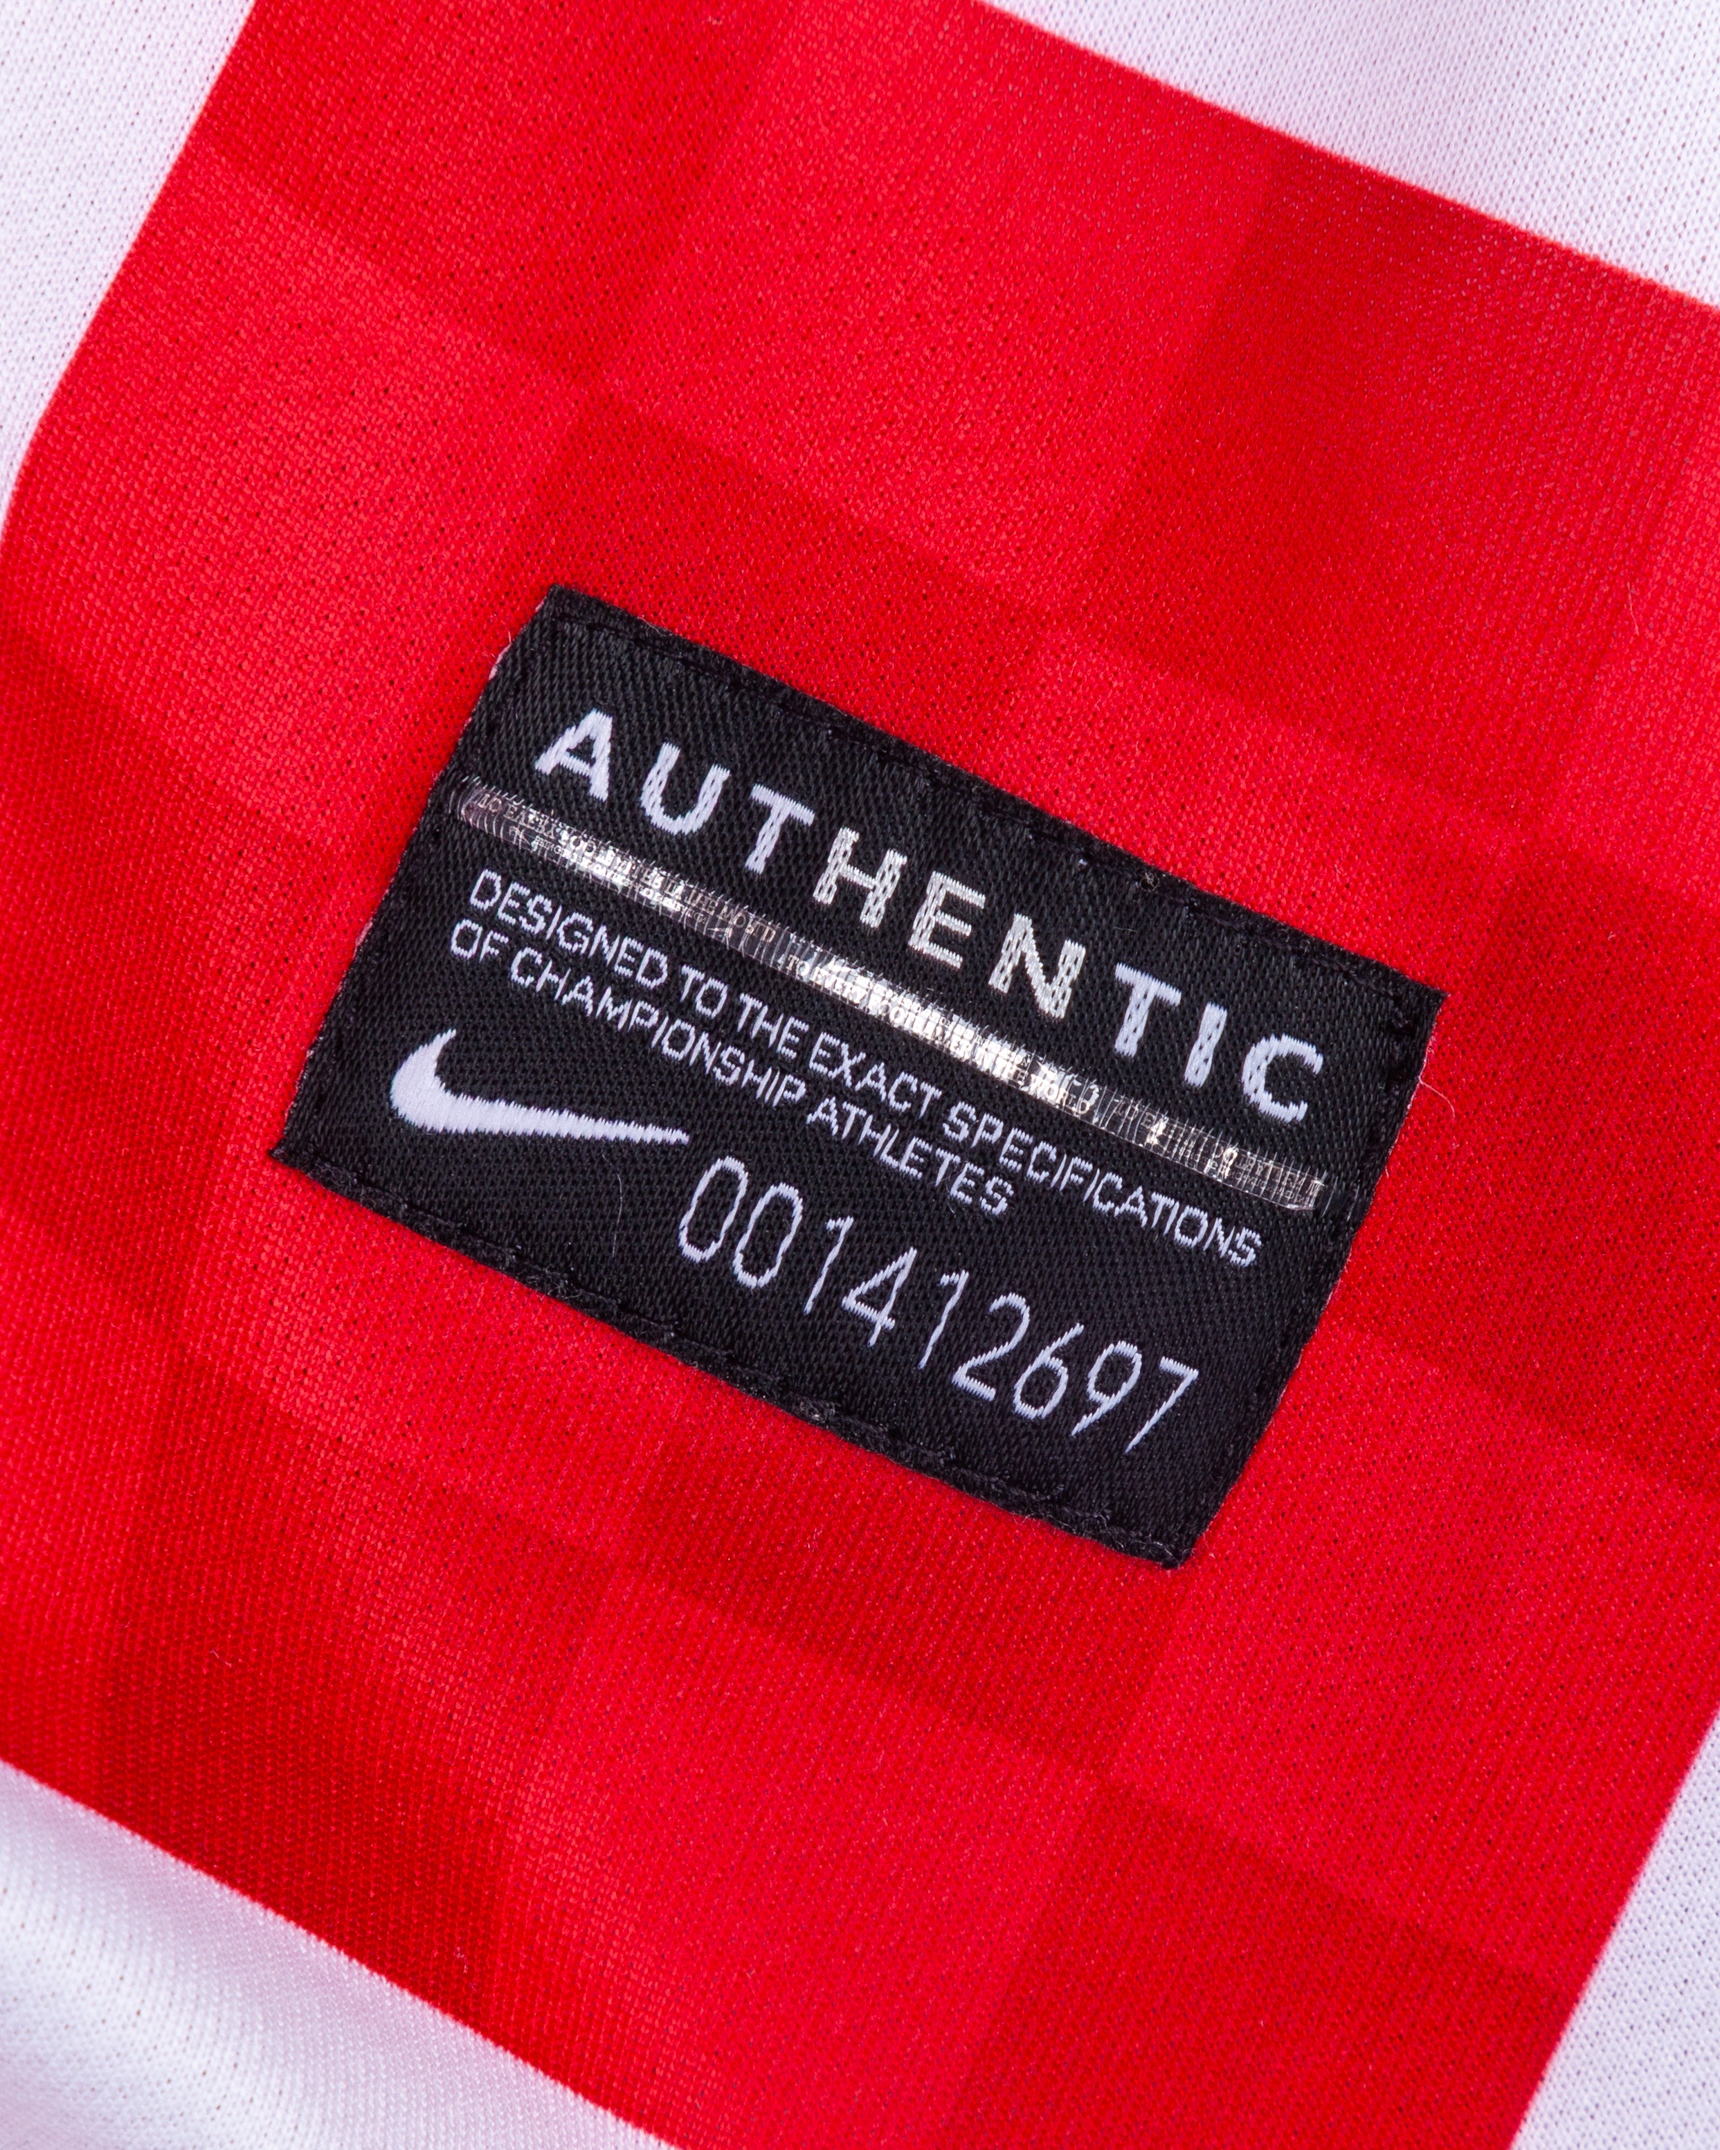 AUTHENTIC
DESIGNED TO THE EXACT SPECIFICATIONS
OF CHAMPIONSHIP ATHLETES
001412697